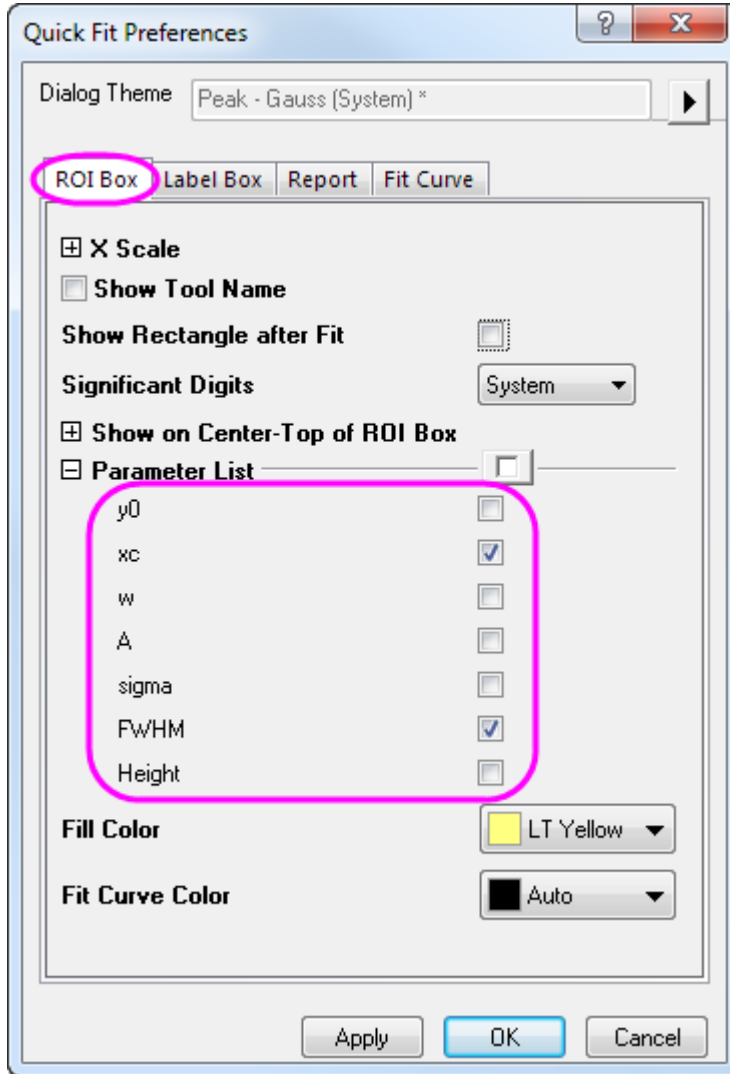 Quick Fit Preferences
?
Dialog Theme Peak - Gauss (System) *
ROI Box Label Box Report Fit Curve
X Scale
Show Tool Name
Show Rectangle after Fit
Significant Digits System
Show on Center-Top of ROI Box
Parameter List
y0
xc
w
A
sigma
FWHM
Height
Fill Color LT Yellow
Fit Curve Color Auto
Apply OK Cancel